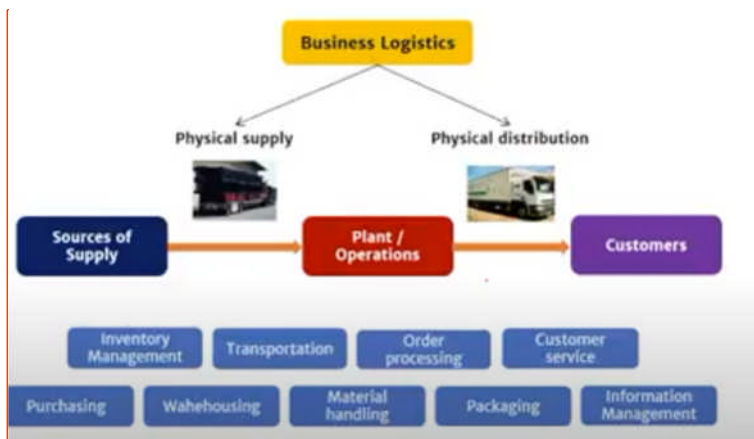 Business Logistics
Physical supply
Physical distribution
Sources of
Supply
Plant /
Operations
Customers
Inventory
Management
Transportation
Order
processing
Customer
service
Purchasing
Wahehousing
Material
handling
Packaging
Information
Management